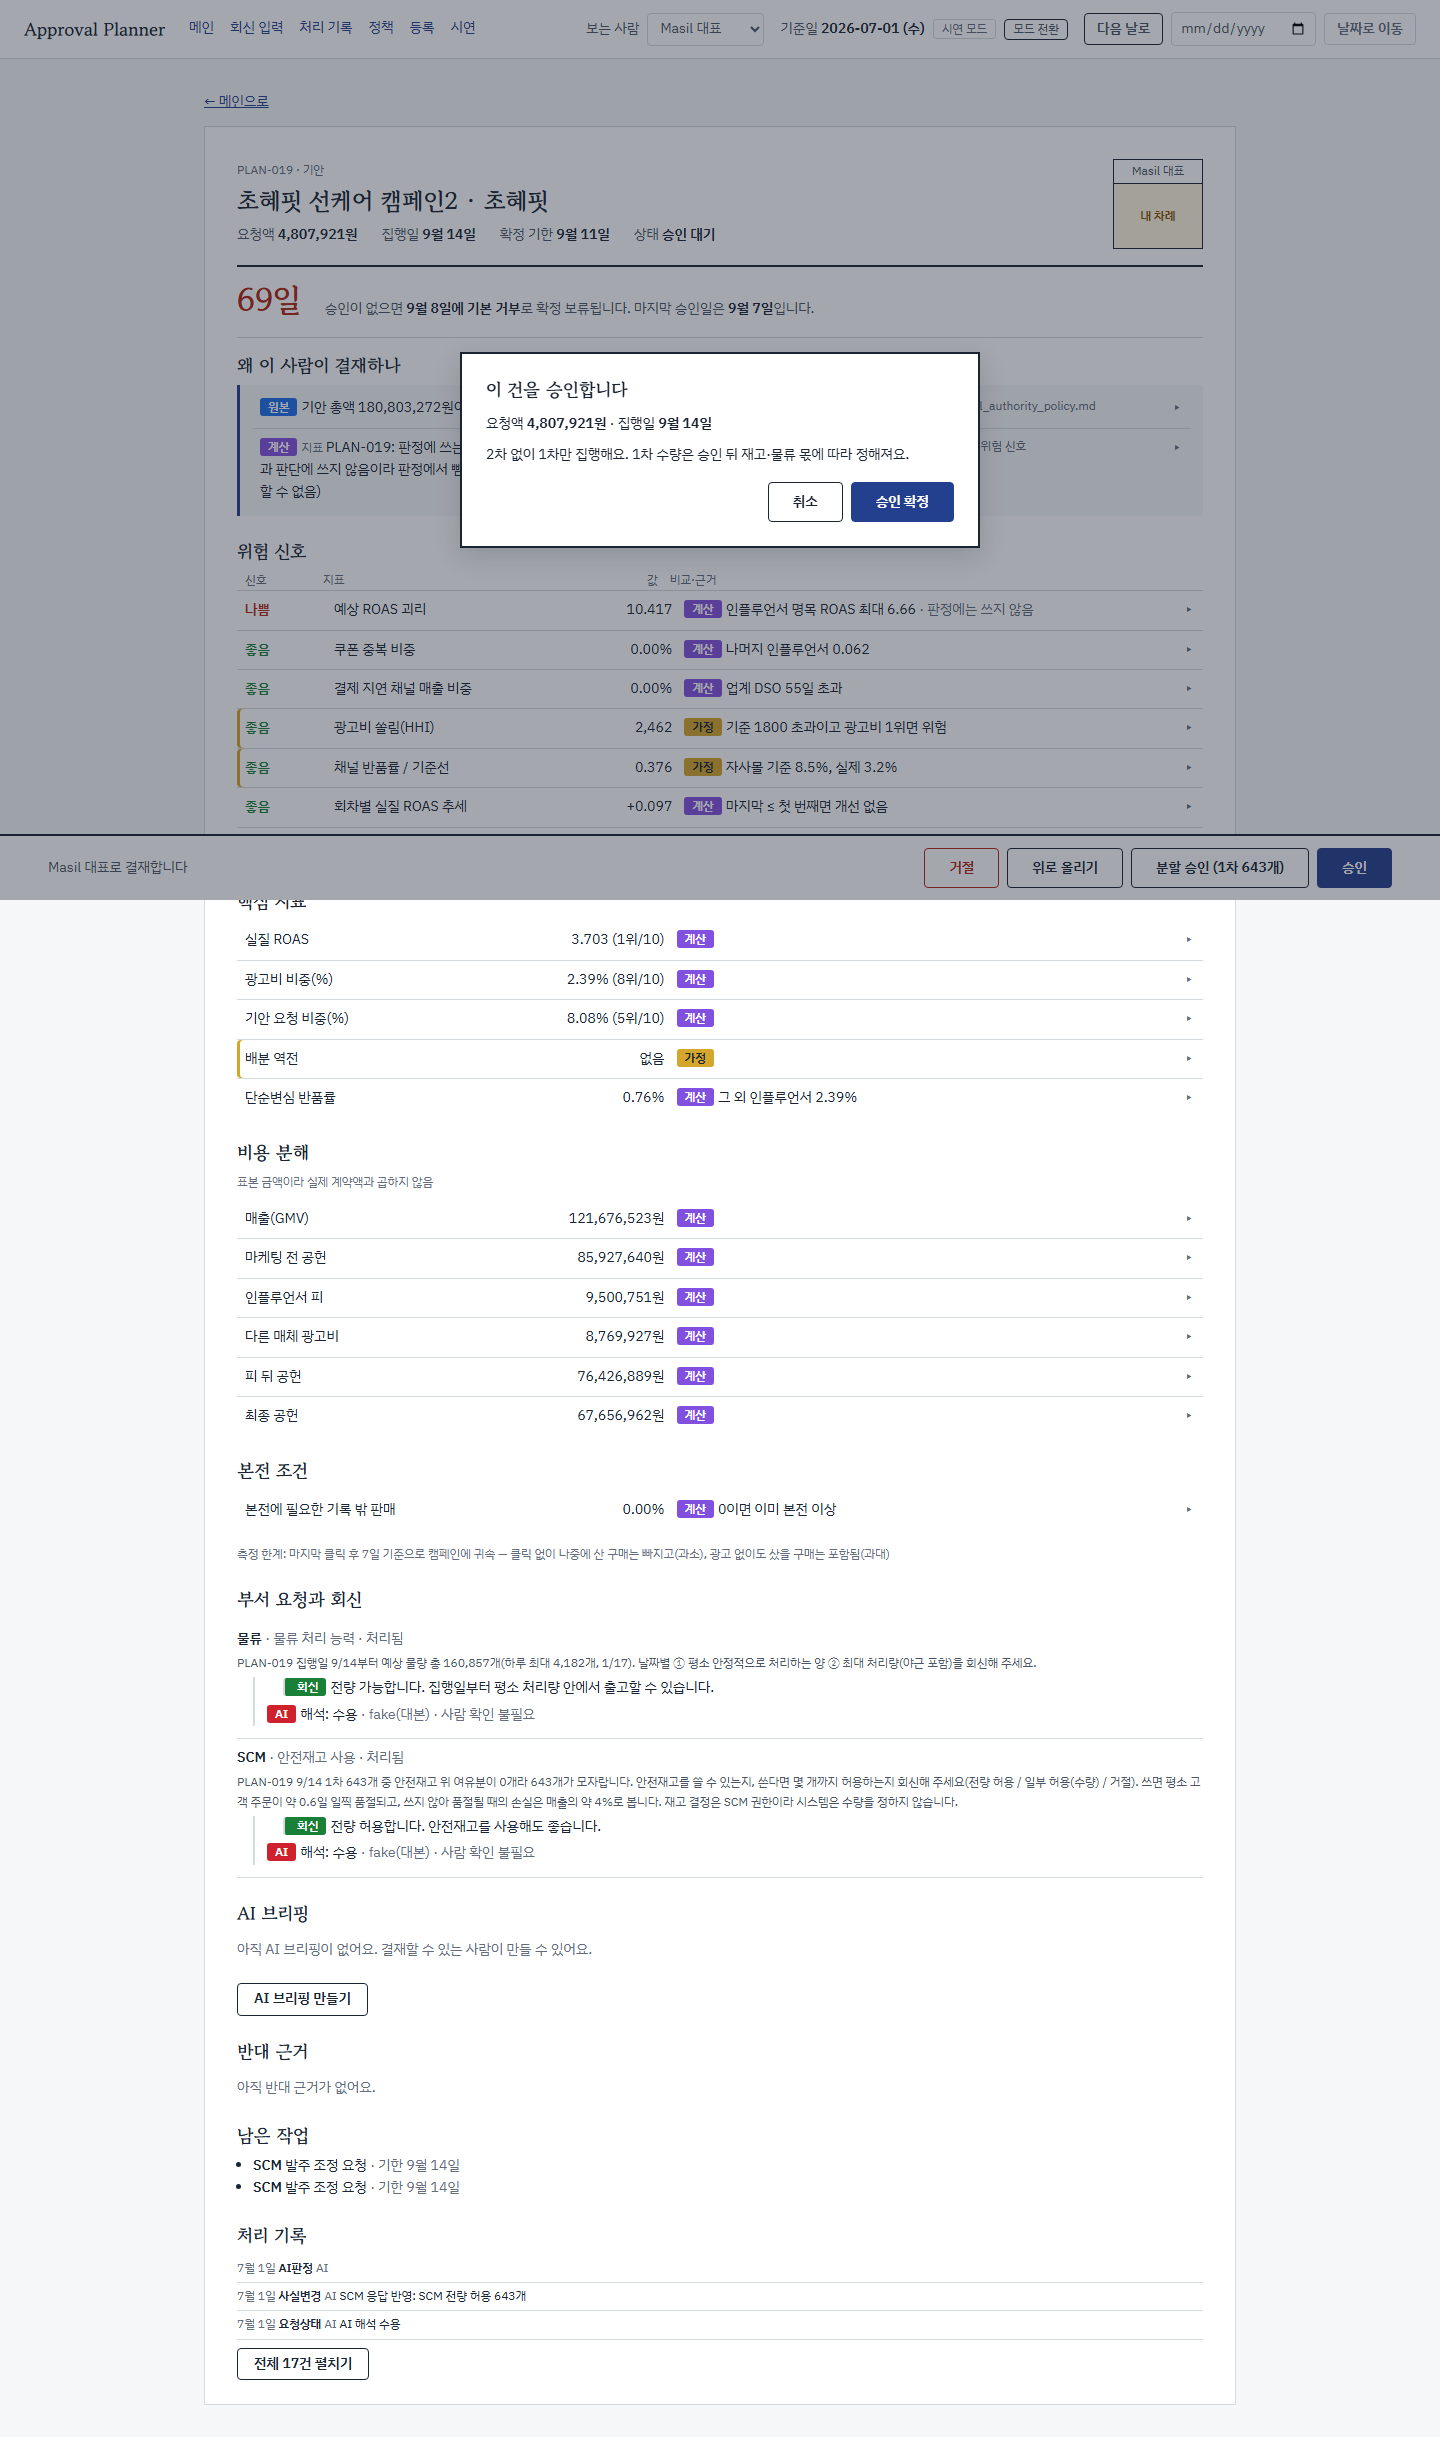 Approval Planner 메인 회신 입력 처리 기록 정책 등록 시연 보는 사람 Masil 대표 기준일 2026-07-01 (수) 시연 모드 모드 전환 다음 날로 mm/dd/yyyy 날짜로 이동
← 메인으로
PLAN-019 · 기안
초혜핏 선케어 캠페인2 · 초혜핏
요청액 4,807,921원 집행일 9월 14일 확정 기한 9월 11일 상태 승인 대기
Masil 대표
내 차례
69일 승인이 없으면 9월 8일에 기본 거부로 확정 보류됩니다. 마지막 승인일은 9월 7일입니다.
왜 이 사람이 결재하나
원본 기안 총액 180,803,272원이
l_authority_policy.md ▸
계산 지표 PLAN-019: 판정에 쓰는
위험 신호 ▸
과 판단에 쓰지 않음이라 판정에서
할 수 없음)
이 건을 승인합니다
요청액 4,807,921원 · 집행일 9월 14일
2차 없이 1차만 집행해요. 1차 수량은 승인 뒤 재고·물류 몫에 따라 정해져요.
취소 승인 확정
위험 신호
신호 지표 값 비교·근거
나쁨 예상 ROAS 괴리 10.417 계산 인플루언서 명목 ROAS 최대 6.66 · 판정에는 쓰지 않음 ▸
좋음 쿠폰 중복 비중 0.00% 계산 나머지 인플루언서 0.062 ▸
좋음 결제 지연 채널 매출 비중 0.00% 계산 업계 DSO 55일 초과 ▸
좋음 광고비 쏠림(HHI) 2,462 가정 기준 1800 초과이고 광고비 1위면 위험 ▸
좋음 채널 반품률 / 기준선 0.376 가정 자사몰 기준 8.5%, 실제 3.2% ▸
좋음 회차별 실질 ROAS 추세 +0.097 계산 마지막 ≤ 첫 번째면 개선 없음 ▸
Masil 대표로 결재합니다 거절 위로 올리기 분할 승인 (1차 643개) 승인
핵심 지표
실질 ROAS 3.703 (1위/10) 계산 ▸
광고비 비중(%) 2.39% (8위/10) 계산 ▸
기안 요청 비중(%) 8.08% (5위/10) 계산 ▸
배분 역전 없음 가정 ▸
단순변심 반품률 0.76% 계산 그 외 인플루언서 2.39% ▸
비용 분해
표본 금액이라 실제 계약액과 곱하지 않음
매출(GMV) 121,676,523원 계산 ▸
마케팅 전 공헌 85,927,640원 계산 ▸
인플루언서 피 9,500,751원 계산 ▸
다른 매체 광고비 8,769,927원 계산 ▸
피 뒤 공헌 76,426,889원 계산 ▸
최종 공헌 67,656,962원 계산 ▸
본전 조건
본전에 필요한 기록 밖 판매 0.00% 계산 0이면 이미 본전 이상 ▸
측정 한계: 마지막 클릭 후 7일 기준으로 캠페인에 귀속 — 클릭 없이 나중에 산 구매는 빠지고(과소), 광고 없이도 샀을 구매는 포함됨(과대)
부서 요청과 회신
물류 · 물류 처리 능력 · 처리됨
PLAN-019 집행일 9/14부터 예상 물량 총 160,857개(하루 최대 4,182개, 1/17). 날짜별 ① 평소 안정적으로 처리하는 양 ② 최대 처리량(야근 포함)을 회신해 주세요.
회신 전량 가능합니다. 집행일부터 평소 처리량 안에서 출고할 수 있습니다.
AI 해석: 수용 · fake(대본) · 사람 확인 불필요
SCM · 안전재고 사용 · 처리됨
PLAN-019 9/14 1차 643개 중 안전재고 위 여유분이 0개라 643개가 모자랍니다. 안전재고를 쓸 수 있는지, 쓴다면 몇 개까지 허용하는지 회신해 주세요(전량 허용 / 일부 허용(수량) / 거절). 쓰면 평소 고
객 주문이 약 0.6일 일찍 품절되고, 쓰지 않아 품절될 때의 손실은 매출의 약 4%로 봅니다. 재고 결정은 SCM 권한이라 시스템은 수량을 정하지 않습니다.
회신 전량 허용합니다. 안전재고를 사용해도 좋습니다.
AI 해석: 수용 · fake(대본) · 사람 확인 불필요
AI 브리핑
아직 AI 브리핑이 없어요. 결재할 수 있는 사람이 만들 수 있어요.
AI 브리핑 만들기
반대 근거
아직 반대 근거가 없어요.
남은 작업
• SCM 발주 조정 요청 · 기한 9월 14일
• SCM 발주 조정 요청 · 기한 9월 14일
처리 기록
7월 1일 AI판정 AI
7월 1일 사실변경 AI SCM 응답 반영: SCM 전량 허용 643개
7월 1일 요청상태 AI AI 해석 수용
전체 17건 펼치기